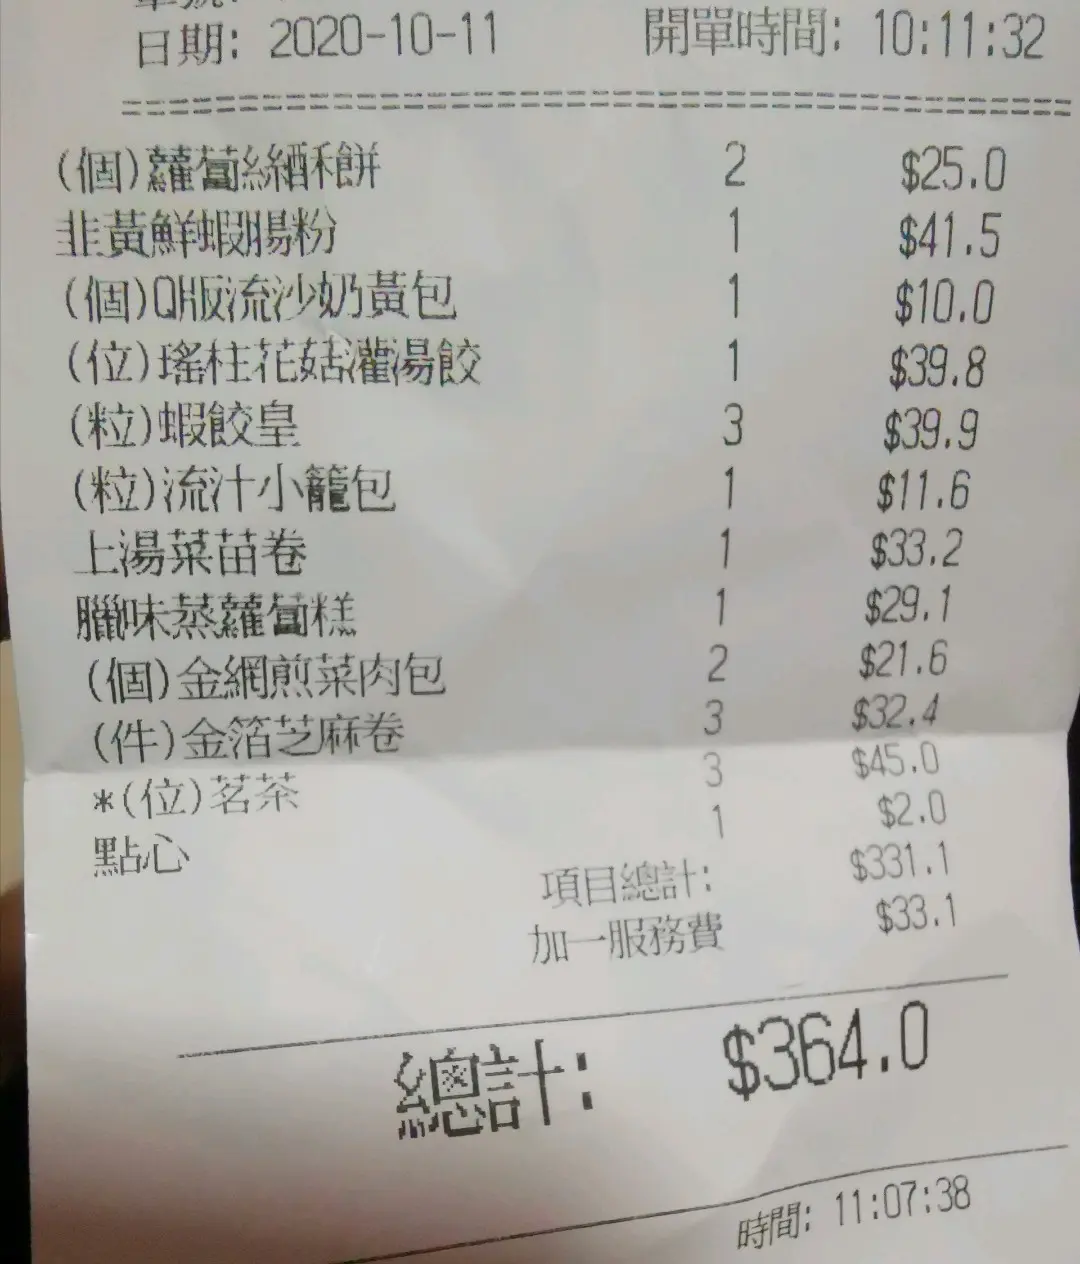 日期: 2020-10-11 開單時間: 10:11:32
(個)蘿蔔絲酥餅 2 $25.0
韭黃鮮蝦腸粉 1 $41.5
(個)Q版流沙奶黃包 1 $10.0
(位)瑤柱花菇灌湯餃 1 $39.8
(粒)蝦餃皇 3 $39.9
(粒)流汁小籠包 1 $11.6
上湯菜苗卷 1 $33.2
臘味蒸蘿蔔糕 1 $29.1
(個)金網煎菜肉包 2 $21.6
(件)金箔芝麻卷 3 $32.4
*(位)茗茶 3 $45.0
點心 1 $2.0
項目總計: $331.1
加一服務費 $33.1
總計: $364.0
時間: 11:07:38